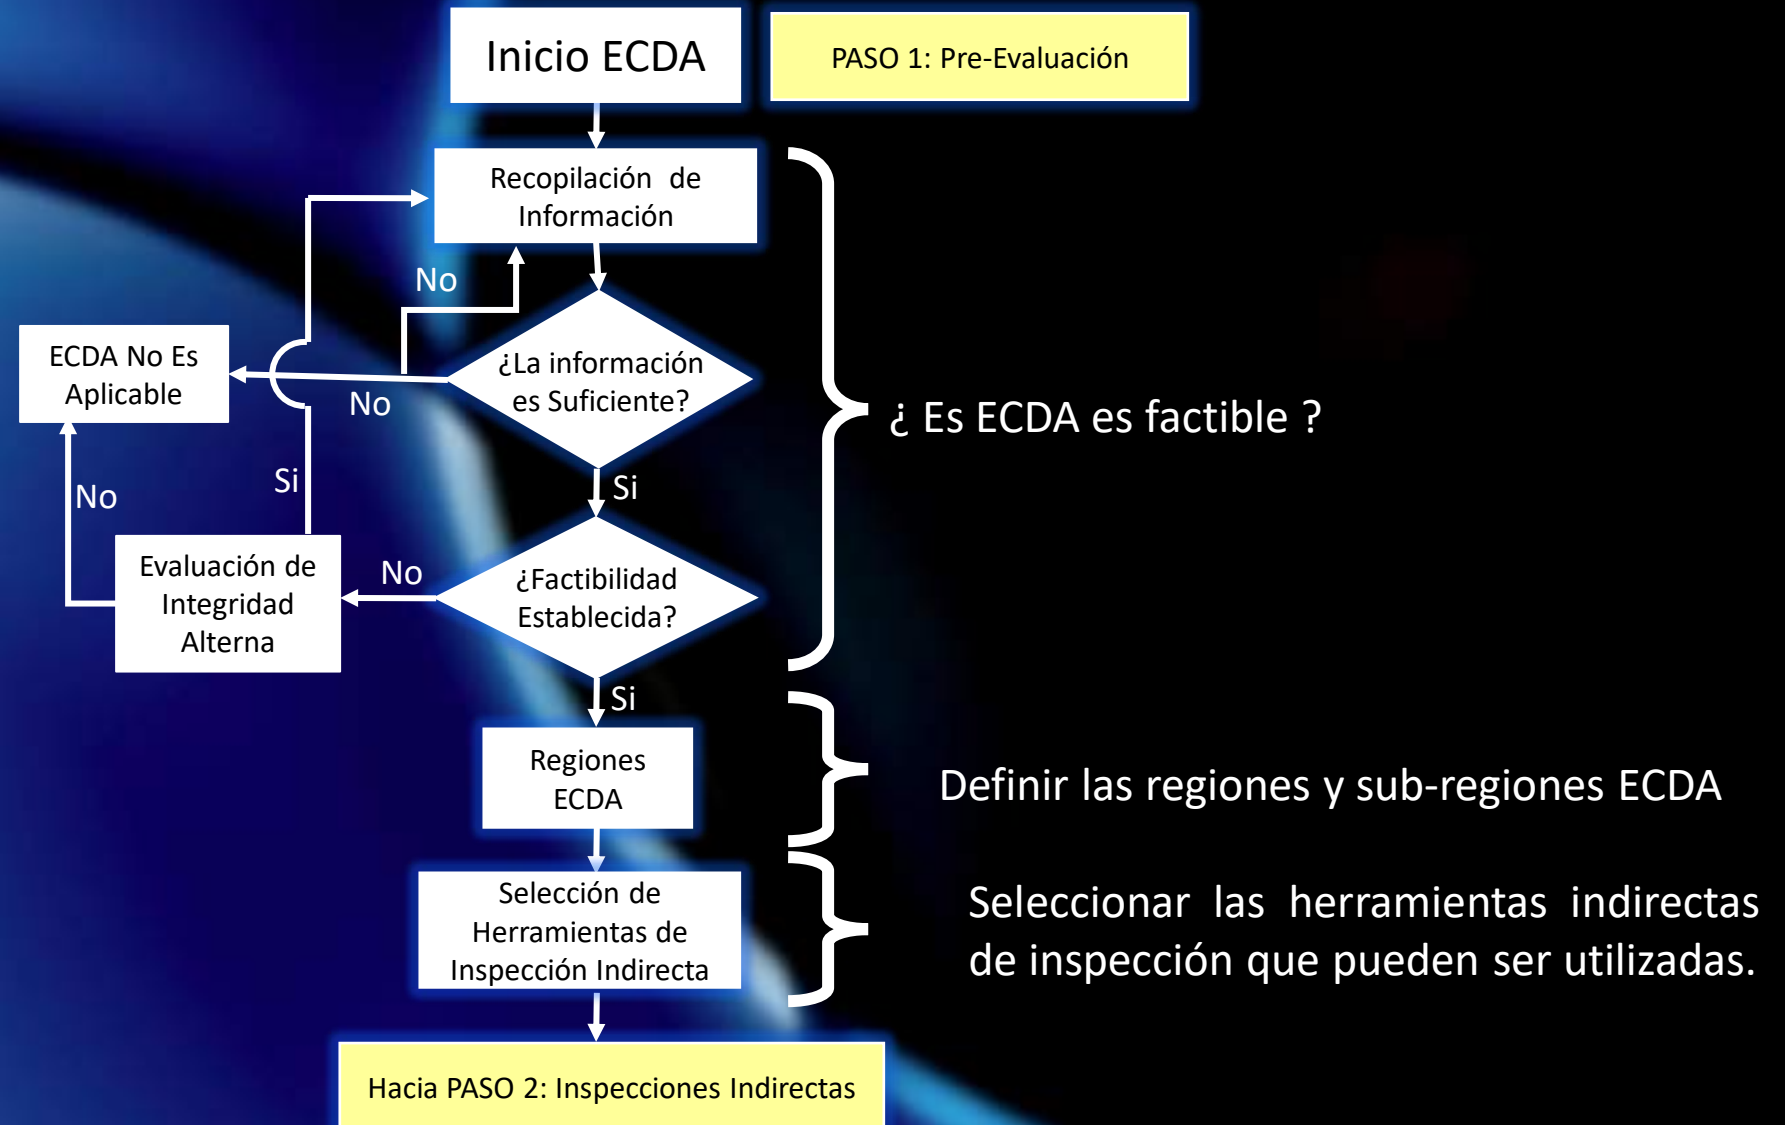 Inicio ECDA
PASO 1: Pre-Evaluación
Recopilación de
Información
No
¿La información
es Suficiente?
ECDA No Es
Aplicable
No
¿ Es ECDA es factible ?
Si
No
Si
Evaluación de
Integridad
Alterna
No
¿Factibilidad
Establecida?
Si
Regiones
ECDA
Definir las regiones y sub-regiones ECDA
Selección de
Herramientas de
Inspección Indirecta
Seleccionar las herramientas indirectas
de inspección que pueden ser utilizadas.
Hacia PASO 2: Inspecciones Indirectas